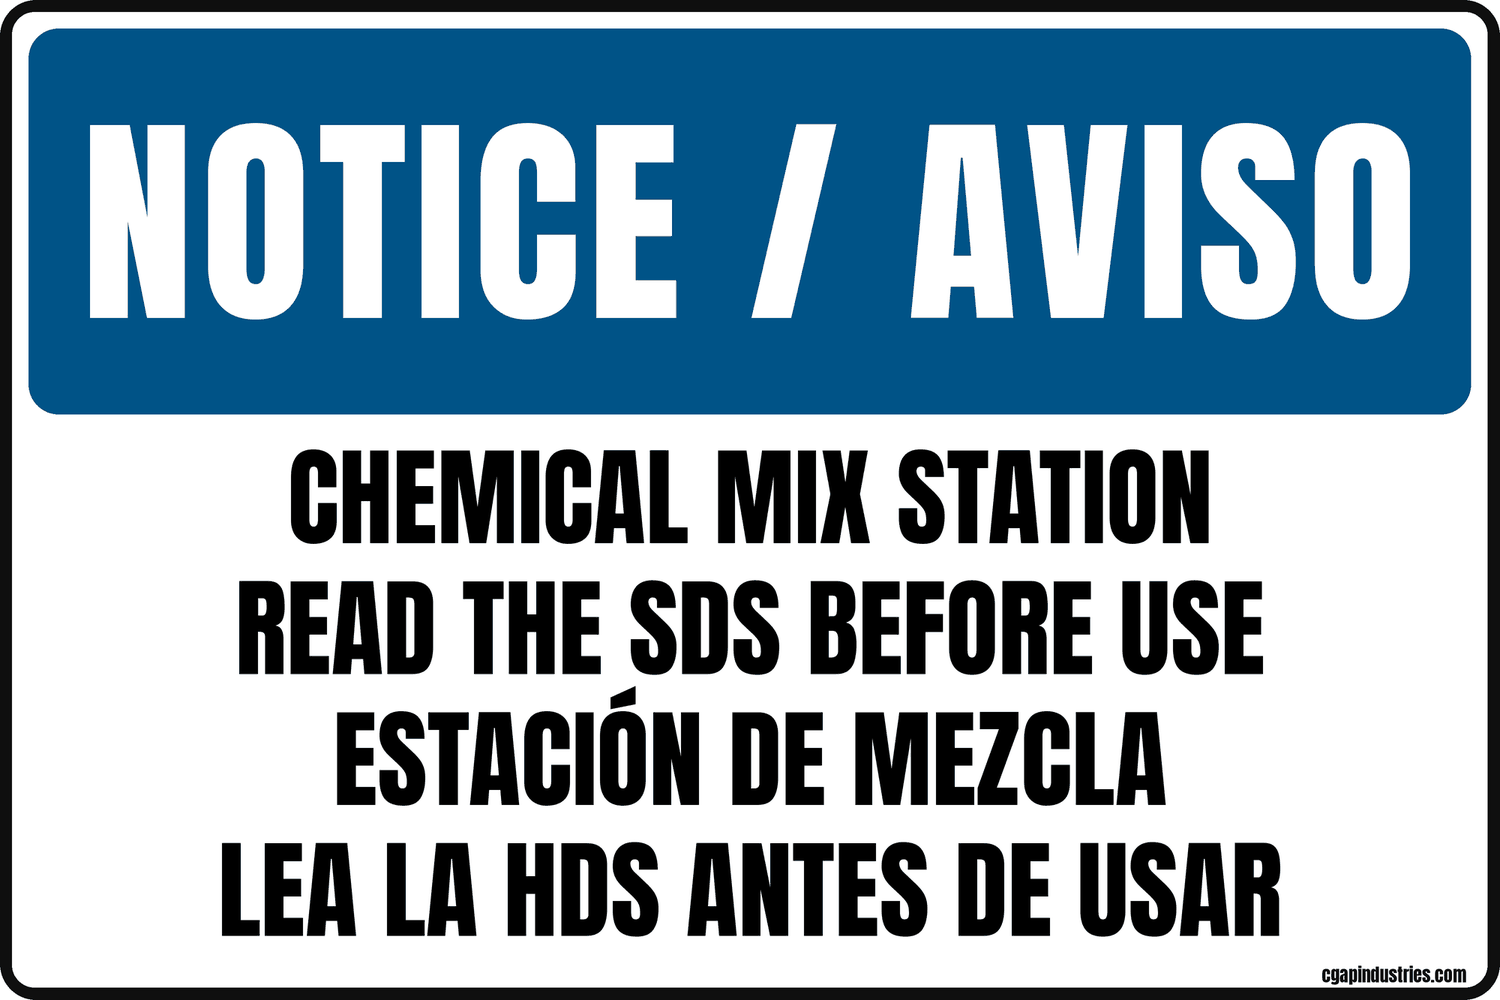 NOTICE / AVISO
CHEMICAL MIX STATION
READ THE SDS BEFORE USE
ESTACIÓN DE MEZCLA
LEA LA HDS ANTES DE USAR
cgapindustries.com